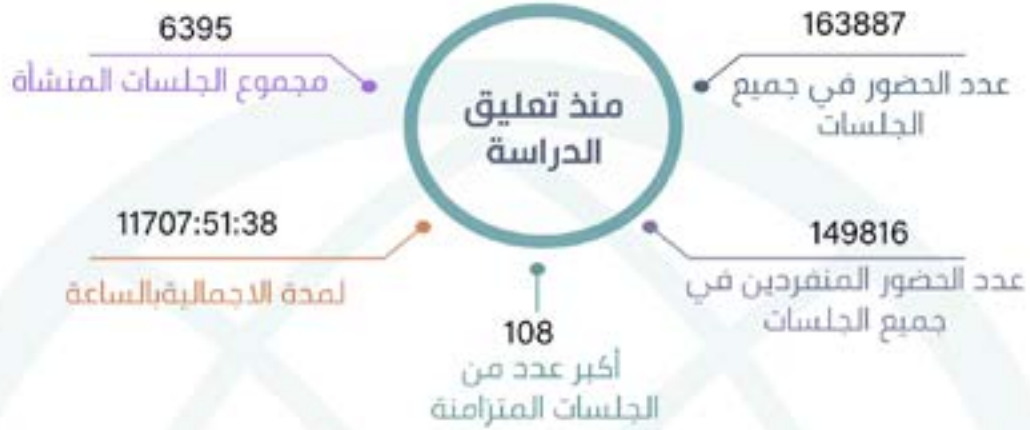 منذ تعليق
الدراسة
163887
عدد الحضور في جميع
الجلسات
6395
مجموع الجلسات المنشأة
149816
عدد الحضور المنفردين في
جميع الجلسات
11707:51:38
لمدة الاجماليةبالساعة
108
أكبر عدد من
الجلسات المتزامنة